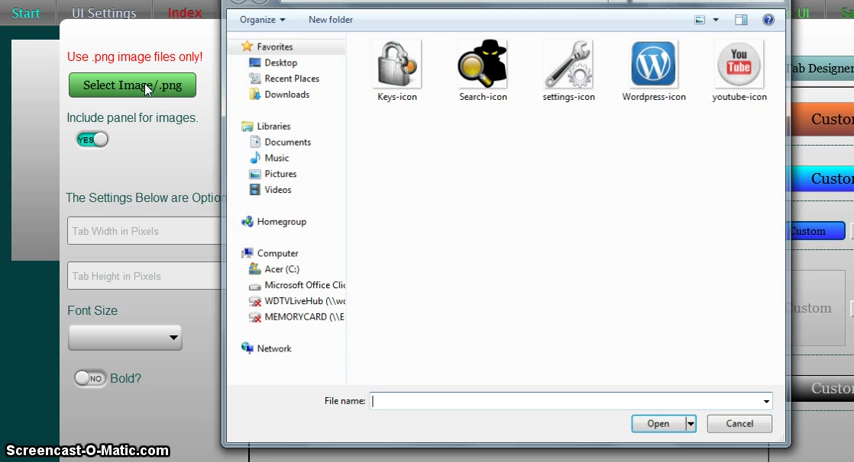 Start
UI Settings
Index
UI
Use .png image files only!
Select Image/.png
Include panel for images.
YES
The Settings Below are Option
Tab Width in Pixels
Tab Height in Pixels
Font Size
NO
Bold?
Organize
New folder
Favorites
Desktop
Recent Places
Downloads
Libraries
Documents
Music
Pictures
Videos
Homegroup
Computer
Acer (C:)
Microsoft Office Clic
WDTVLiveHub (\\wd
MEMORYCARD (\\E
Network
Keys-icon
Search-icon
settings-icon
Wordpress-icon
You
Tube
youtube-icon
File name:
Open
Cancel
Tab Designer
Custo
Custo
Custom
Custom
Custo
Screencast-O-Matic.com